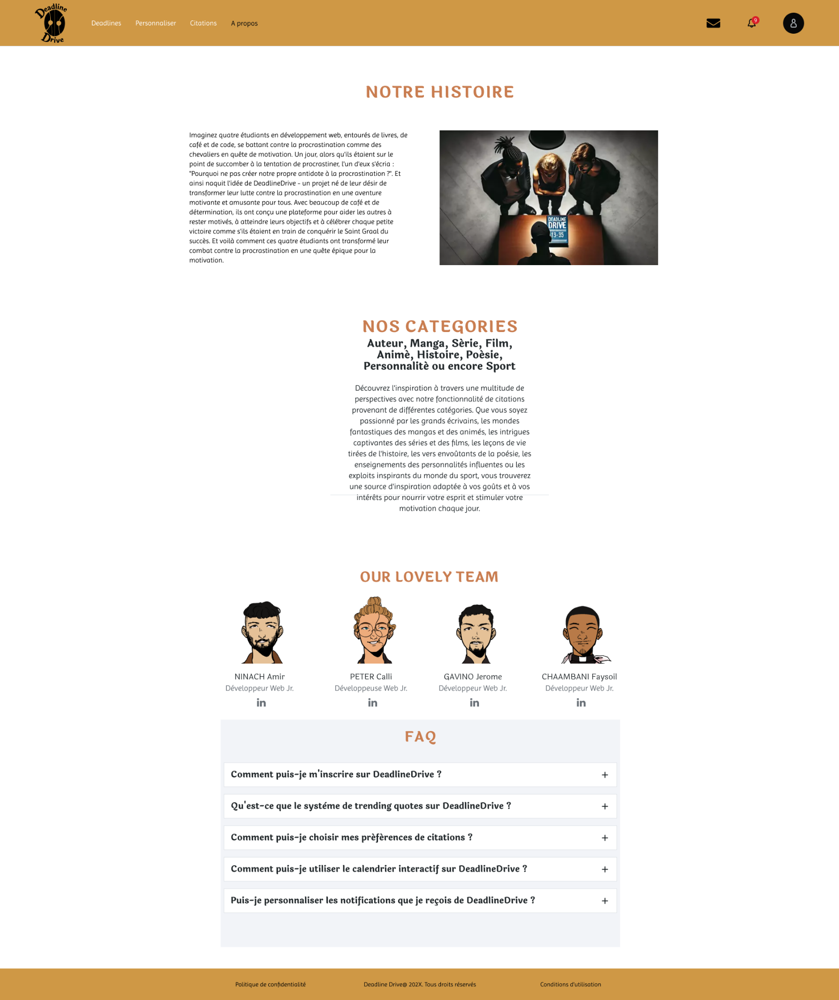 Deadline
Drive
Deadlines
Personnaliser
Citations
A propos
9
NOTRE HISTOIRE
Imaginez quatre étudiants en développement web, entourés de livres, de
café et de code, se battant contre la procrastination comme des
chevaliers en quête de motivation. Un jour, alors qu'ils étaient sur le
point de succomber à la tentation de procrastiner, l'un d'eux s'écria :
"Pourquoi ne pas créer notre propre antidote à la procrastination ?". Et
ainsi naquit l'idée de DeadlineDrive - un projet né de leur désir de
transformer leur lutte contre la procrastination en une aventure
motivante et amusante pour tous. Avec beaucoup de café et de
détermination, ils ont conçu une plateforme pour aider les autres à
rester motivés, à atteindre leurs objectifs et à célébrer chaque petite
victoire comme s'ils étaient en train de conquérir le Saint Graal du
succès. Et voilà comment ces quatre étudiants ont transformé leur
combat contre la procrastination en une quête épique pour la
motivation.
DEADLINE
DRIVE
13-35
NOS CATEGORIES
Auteur, Manga, Sèrie, Film,
Animè, Histoire, Poèsie,
Personnalitè ou encore Sport
Découvrez l'inspiration à travers une multitude de
perspectives avec notre fonctionnalité de citations
provenant de différentes catégories. Que vous soyez
passionné par les grands écrivains, les mondes
fantastiques des mangas et des animés, les intrigues
captivantes des séries et des films, les leçons de vie
tirées de l'histoire, les vers envoûtants de la poésie, les
enseignements des personnalités influentes ou les
exploits inspirants du monde du sport, vous trouverez
une source d'inspiration adaptée à vos goûts et à vos
intérêts pour nourrir votre esprit et stimuler votre
motivation chaque jour.
OUR LOVELY TEAM
NINACH Amir
Développeur Web Jr.
in
PETER Calli
Développeuse Web Jr.
in
GAVINO Jerome
Développeur Web Jr.
in
CHAAMBANI Faysoil
Développeur Web Jr.
in
FAQ
Comment puis-je m'inscrire sur DeadlineDrive ?
Qu'est-ce que le systéme de trending quotes sur DeadlineDrive ?
Comment puis-je choisir mes prèfèrences de citations ?
Comment puis-je utiliser le calendrier interactif sur DeadlineDrive ?
Puis-je personnaliser les notifications que je reçois de DeadlineDrive ?
Politique de confidentialité
Deadline Drive@ 202X. Tous droits réservés
Conditions d'utilisation